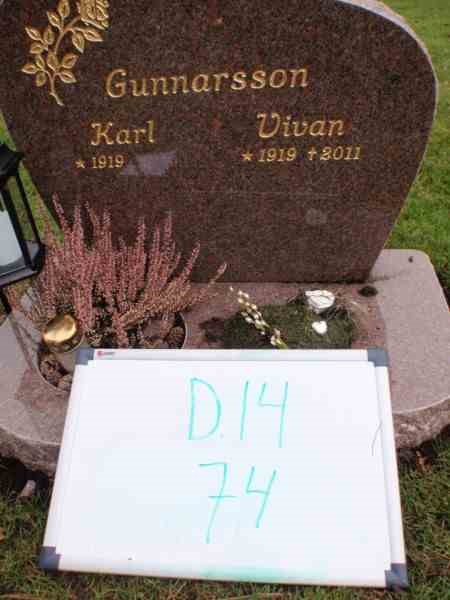 Gunnarsson
Karl Vivan
* 1919 * 1919 † 2011
D.14
74